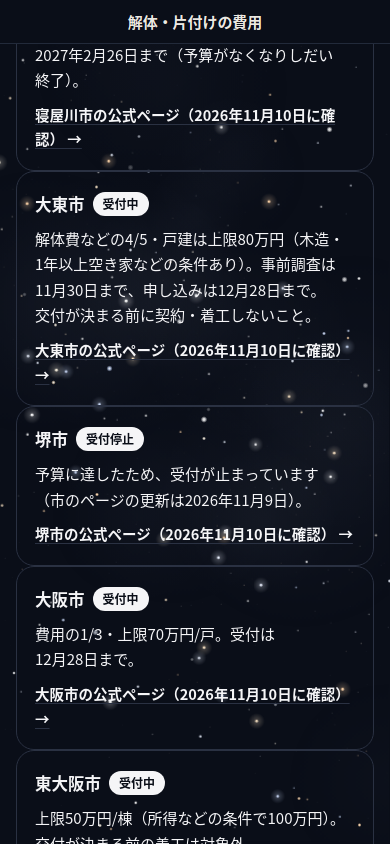 解体・片付けの費用
2027年2月26日まで（予算がなくなりしだい
終了）。
寝屋川市の公式ページ（2026年11月10日に確
認） →
大東市 受付中
解体費などの4/5・戸建は上限80万円（木造・
1年以上空き家などの条件あり）。事前調査は
11月30日まで、申し込みは12月28日まで。
交付が決まる前に契約・着工しないこと。
大東市の公式ページ（2026年11月10日に確認）
→
堺市 受付停止
予算に達したため、受付が止まっています
（市のページの更新は2026年11月9日）。
堺市の公式ページ（2026年11月10日に確認） →
大阪市 受付中
費用の1/3・上限70万円/戸。受付は
12月28日まで。
大阪市の公式ページ（2026年11月10日に確認）
→
東大阪市 受付中
上限50万円/棟（所得などの条件で100万円）。
交付が決まる前の着工は対象外